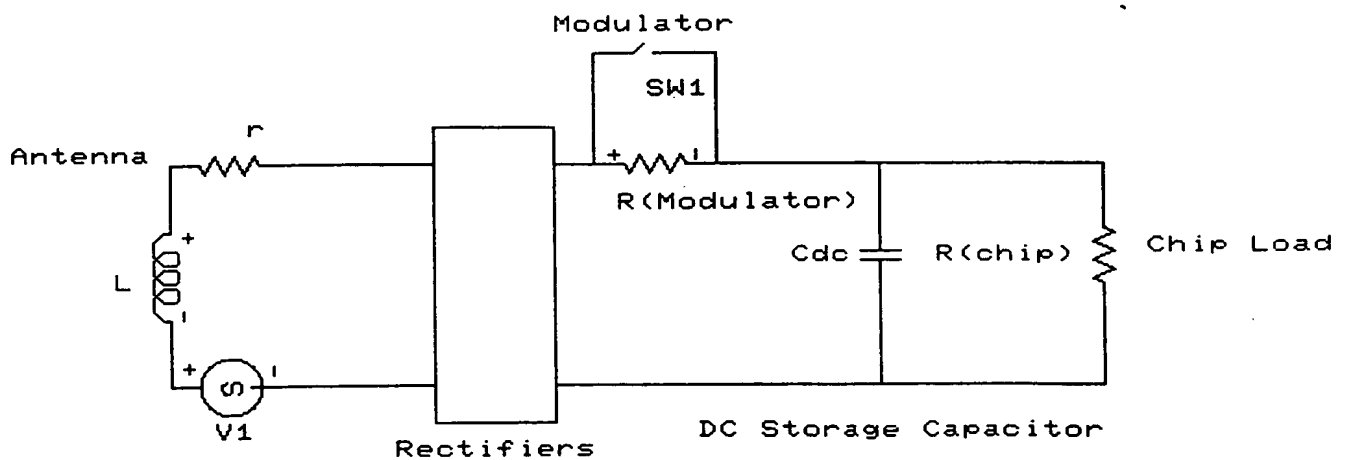 Modulator
SW1
r
Antenna
+ -
R(Modulator)
+
L
-
Cdc
R(chip)
Chip Load
+ -
S
V1
Rectifiers
DC Storage Capacitor